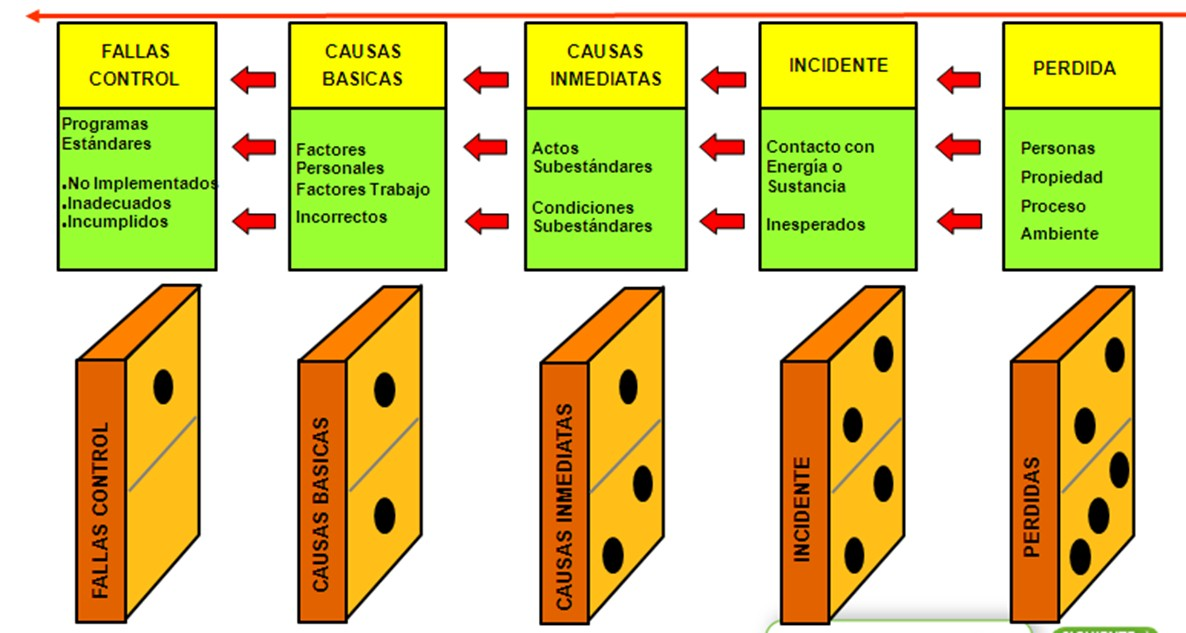 FALLAS
CONTROL
CAUSAS
BASICAS
CAUSAS
INMEDIATAS
INCIDENTE
PERDIDA
Programas
Estándares
.No Implementados
.Inadecuados
.Incumplidos
Factores
Personales
Factores Trabajo
Incorrectos
Actos
Subestándares
Condiciones
Subestándares
Contacto con
Energía o
Sustancia
Inesperados
Personas
Propiedad
Proceso
Ambiente
FALLAS CONTROL
CAUSAS BASICAS
CAUSAS INMEDIATAS
INCIDENTE
PERDIDAS